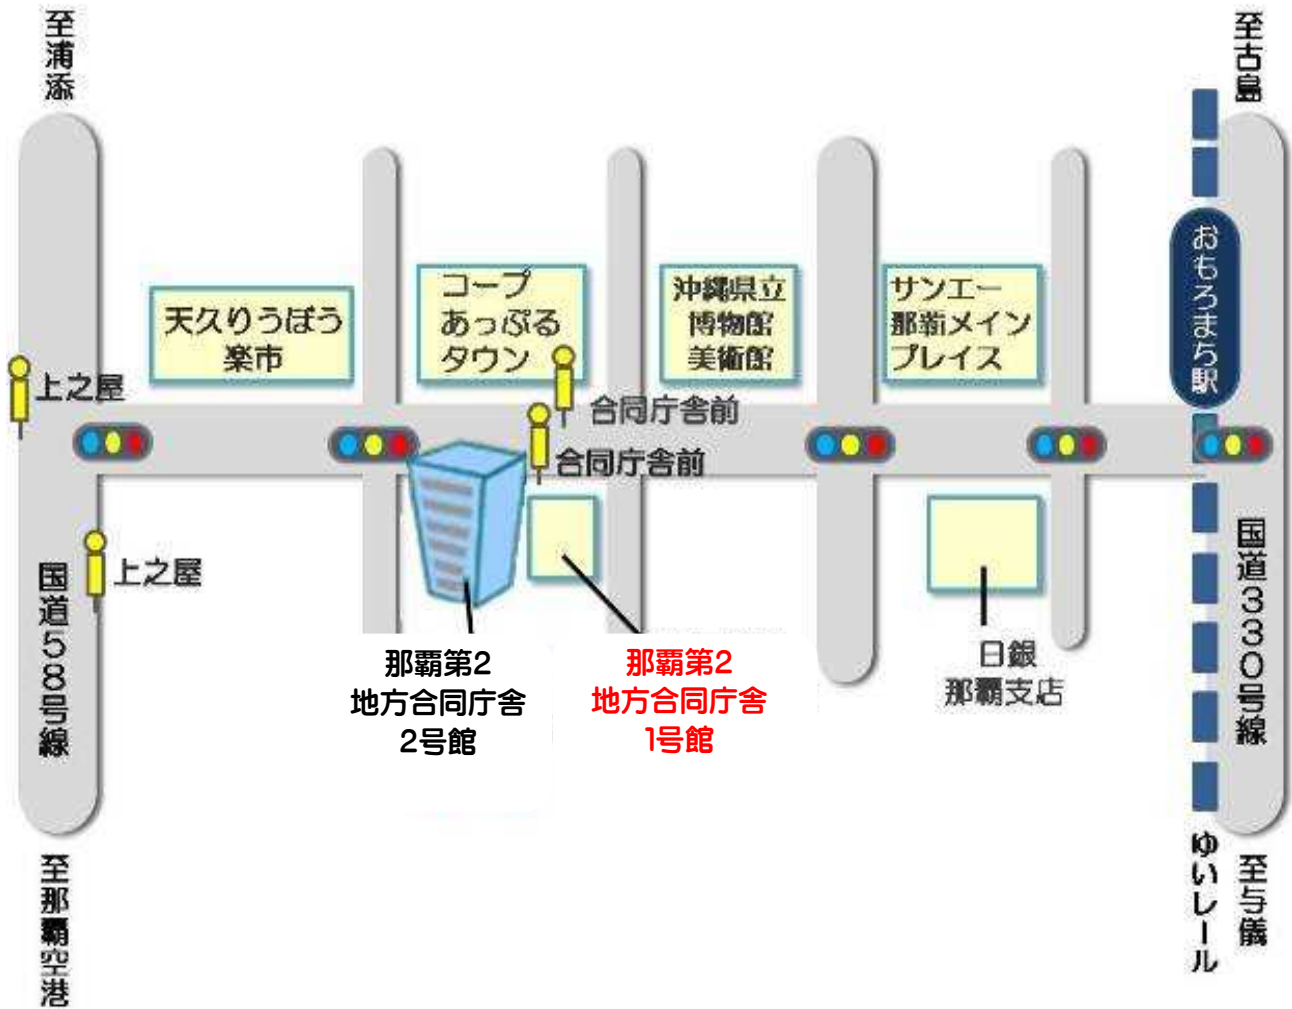 至浦添
至古島
おもろまち駅
天久りうぼう
楽市
コープ
あっぷる
タウン
沖縄県立
博物館
美術館
サンエー
那覇メイン
プレイス
上之屋
合同庁舎前
合同庁舎前
上之屋
国道58号線
国道330号線
那覇第2
地方合同庁舎
2号館
那覇第2
地方合同庁舎
1号館
日銀
那覇支店
至那覇空港
ゆいレール
至与儀